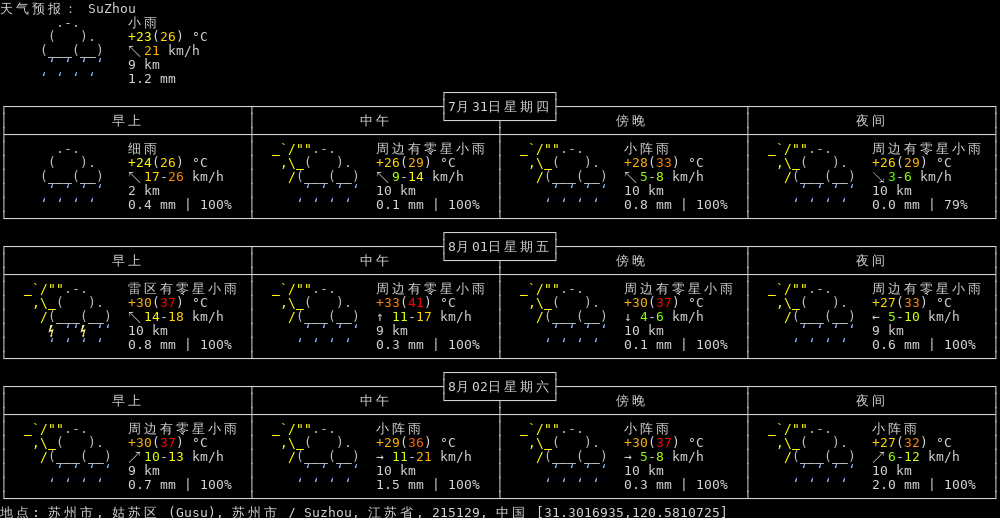 天气预报: SuZhou
小雨
+23(26) °C
↖ 21 km/h
9 km
1.2 mm
7月31日星期四
早上 中午 傍晚 夜间
细雨 周边有零星小雨 小阵雨 周边有零星小雨
+24(26) °C +26(29) °C +28(33) °C +26(29) °C
↖ 17-26 km/h ↖ 9-14 km/h ↖ 5-8 km/h ↘ 3-6 km/h
2 km 10 km 10 km 10 km
0.4 mm | 100% 0.1 mm | 100% 0.8 mm | 100% 0.0 mm | 79%
8月01日星期五
早上 中午 傍晚 夜间
雷区有零星小雨 周边有零星小雨 周边有零星小雨 周边有零星小雨
+30(37) °C +33(41) °C +30(37) °C +27(33) °C
↖ 14-18 km/h ↑ 11-17 km/h ↓ 4-6 km/h ← 5-10 km/h
10 km 9 km 10 km 9 km
0.8 mm | 100% 0.3 mm | 100% 0.1 mm | 100% 0.6 mm | 100%
8月02日星期六
早上 中午 傍晚 夜间
周边有零星小雨 小阵雨 小阵雨 小阵雨
+30(37) °C +29(36) °C +30(37) °C +27(32) °C
↗ 10-13 km/h → 11-21 km/h → 5-8 km/h ↗ 6-12 km/h
9 km 10 km 10 km 10 km
0.7 mm | 100% 1.5 mm | 100% 0.3 mm | 100% 2.0 mm | 100%
地点: 苏州市, 姑苏区 (Gusu), 苏州市 / Suzhou, 江苏省, 215129, 中国 [31.3016935,120.5810725]